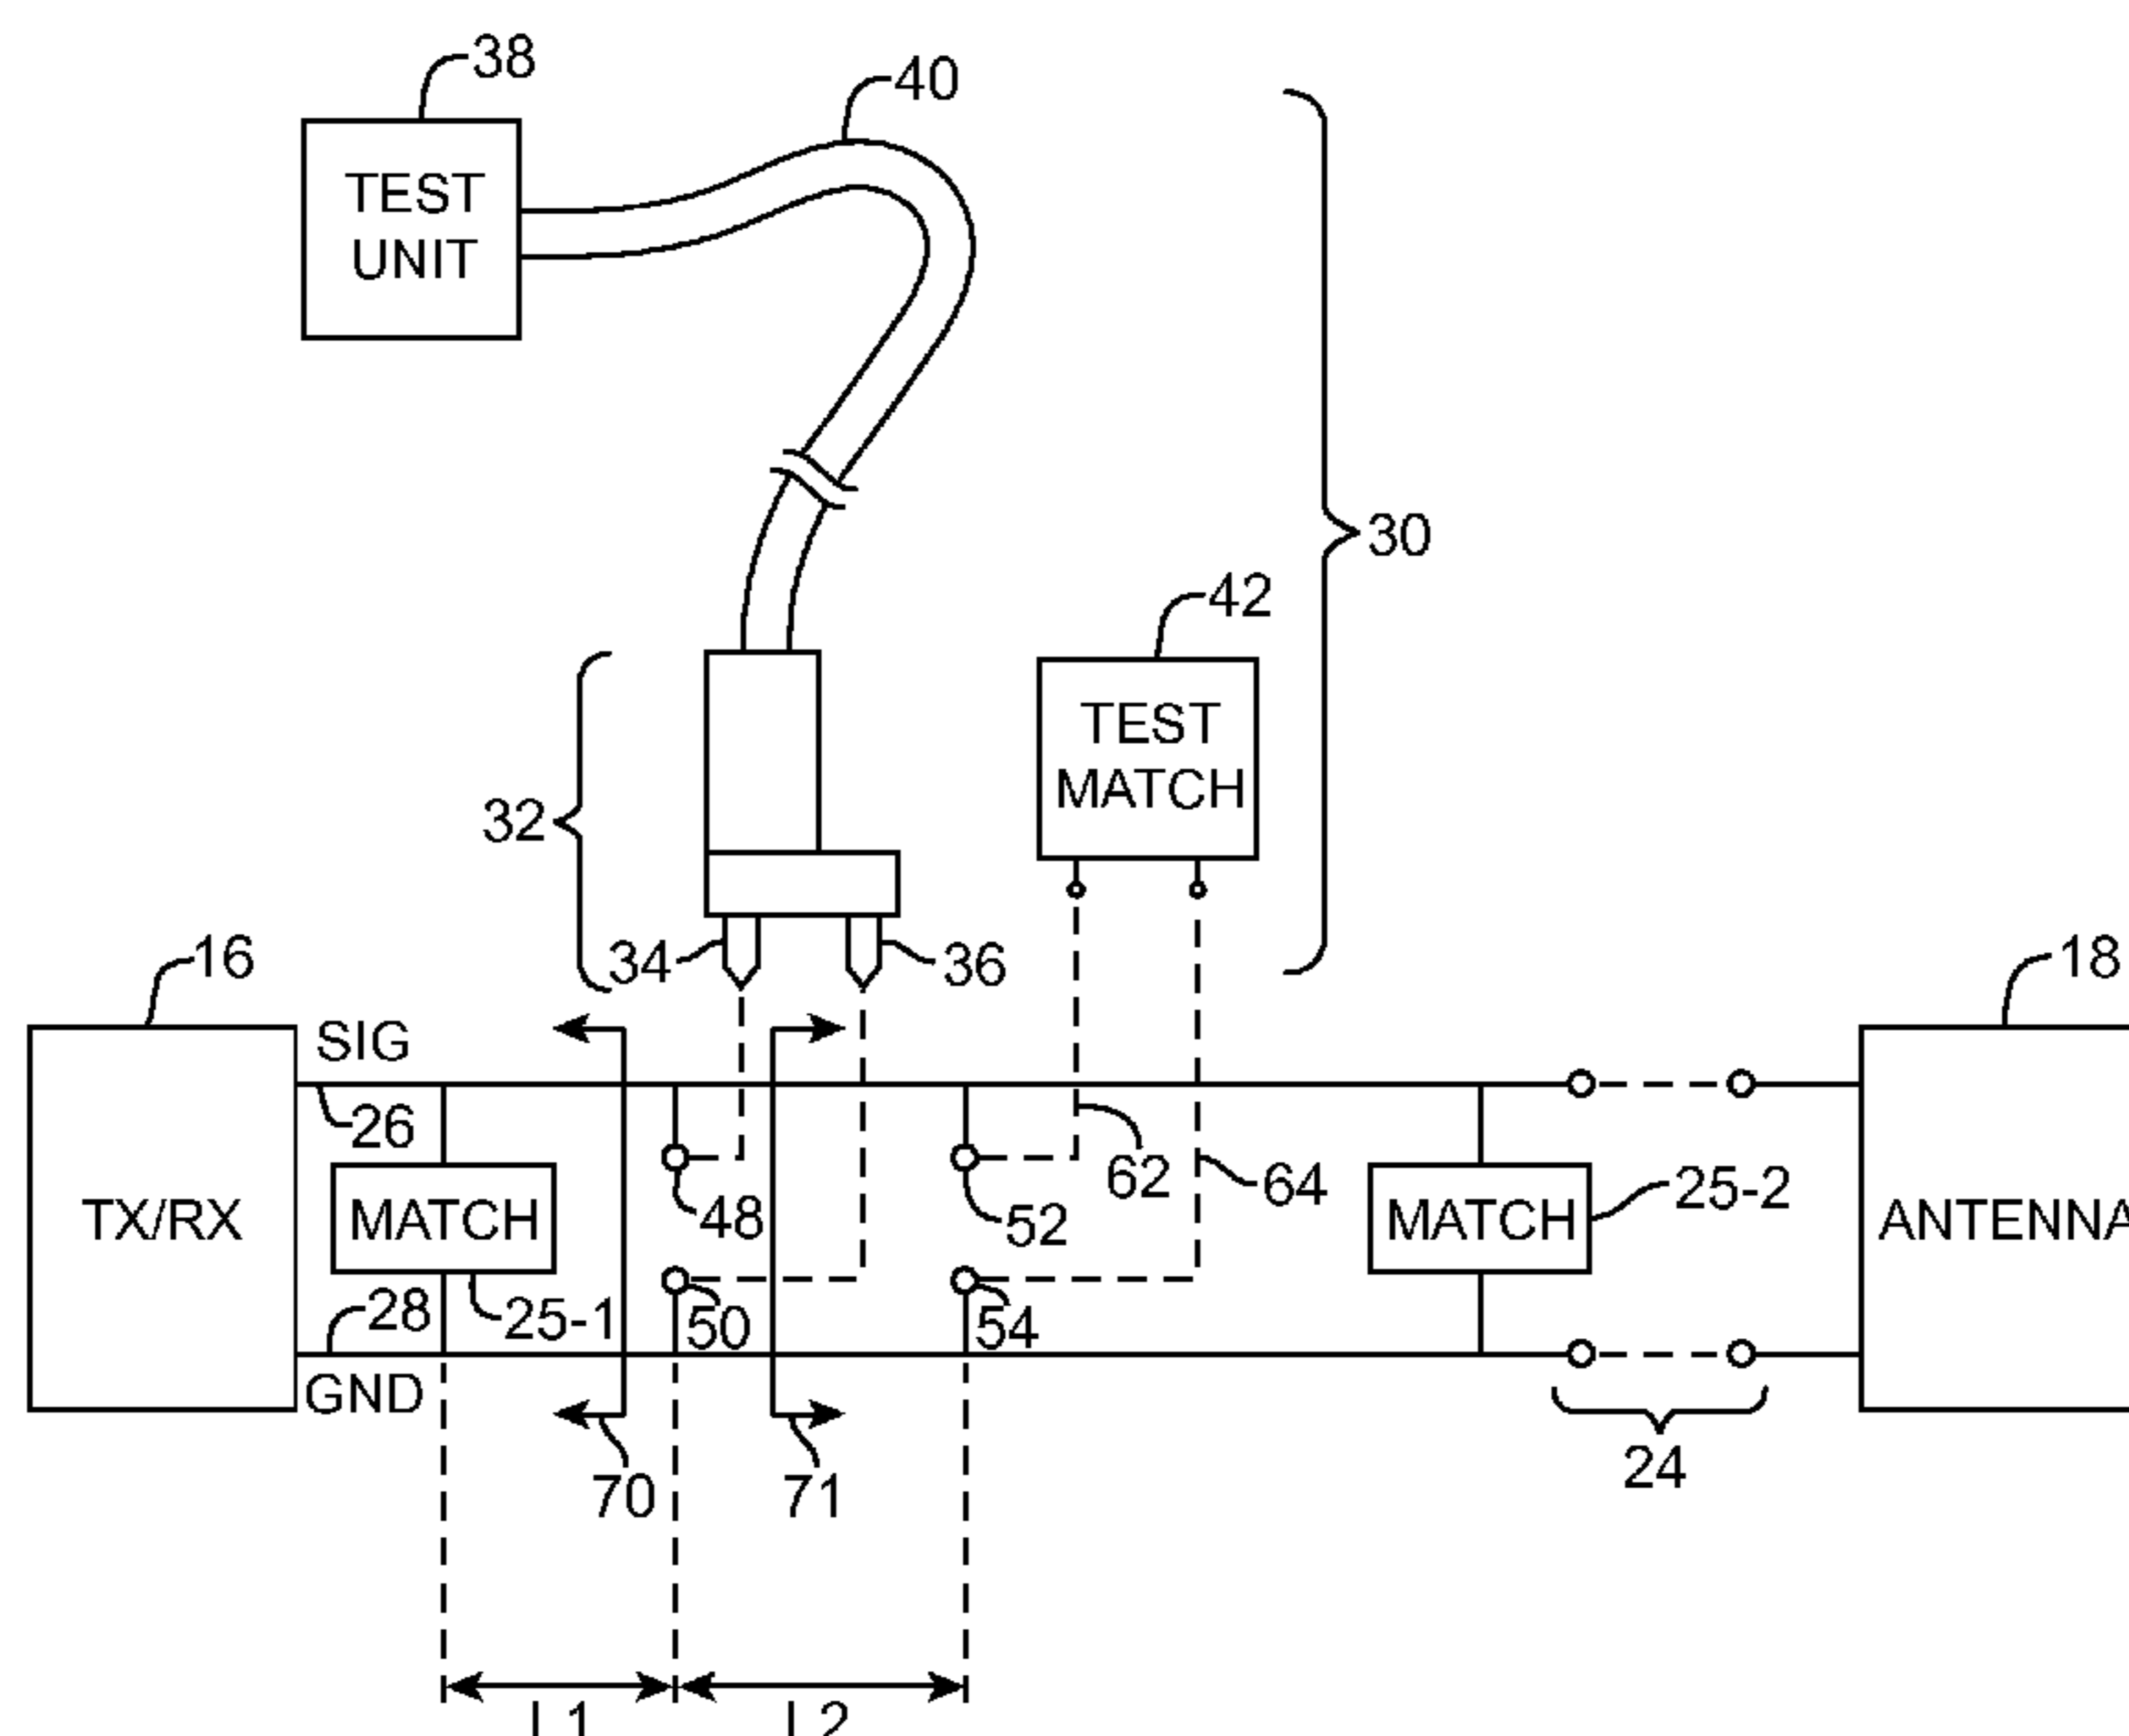 38
40
TEST
UNIT
30
42
TEST
MATCH
32
34
36
16
18
SIG
26
62
64
25-2
TX/RX
MATCH
48
52
MATCH
ANTENNA
28
25-1
50
54
GND
24
70
71
L1
L2